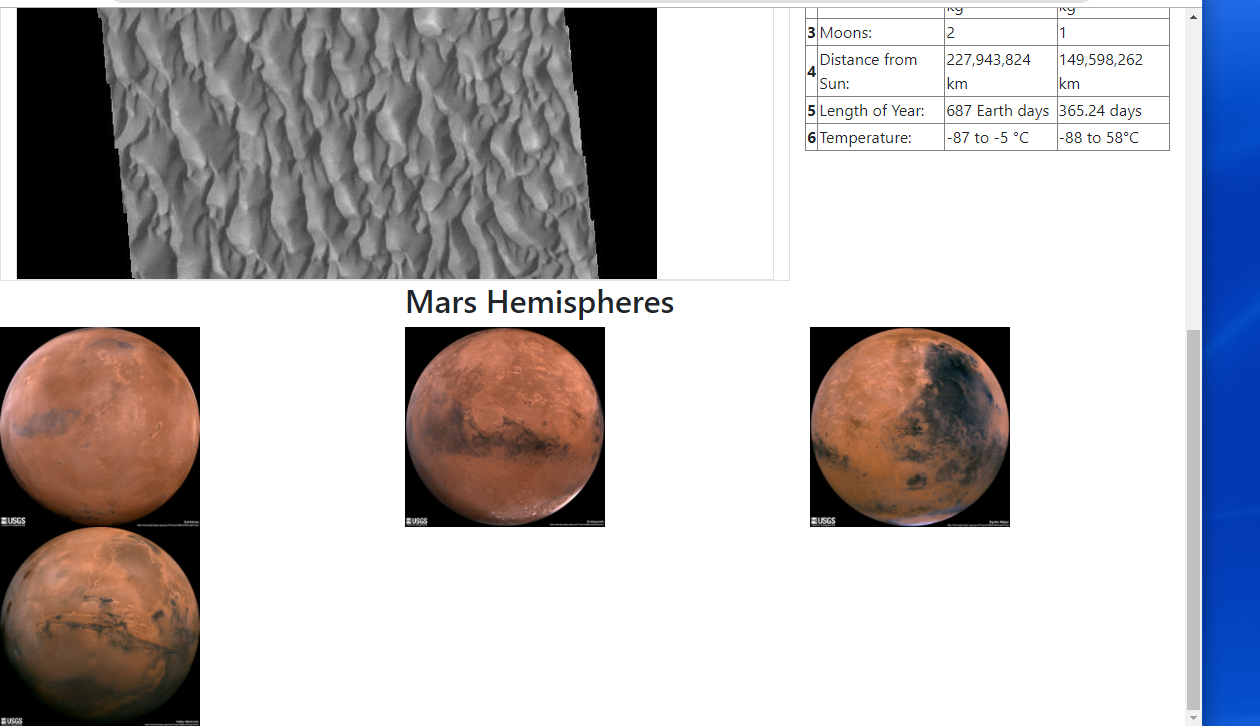 kg kg
3 Moons: 2 1
4 Distance from Sun: 227,943,824 km 149,598,262 km
5 Length of Year: 687 Earth days 365.24 days
6 Temperature: -87 to -5 °C -88 to 58°C
Mars Hemispheres
USGS
USGS
USGS
USGS